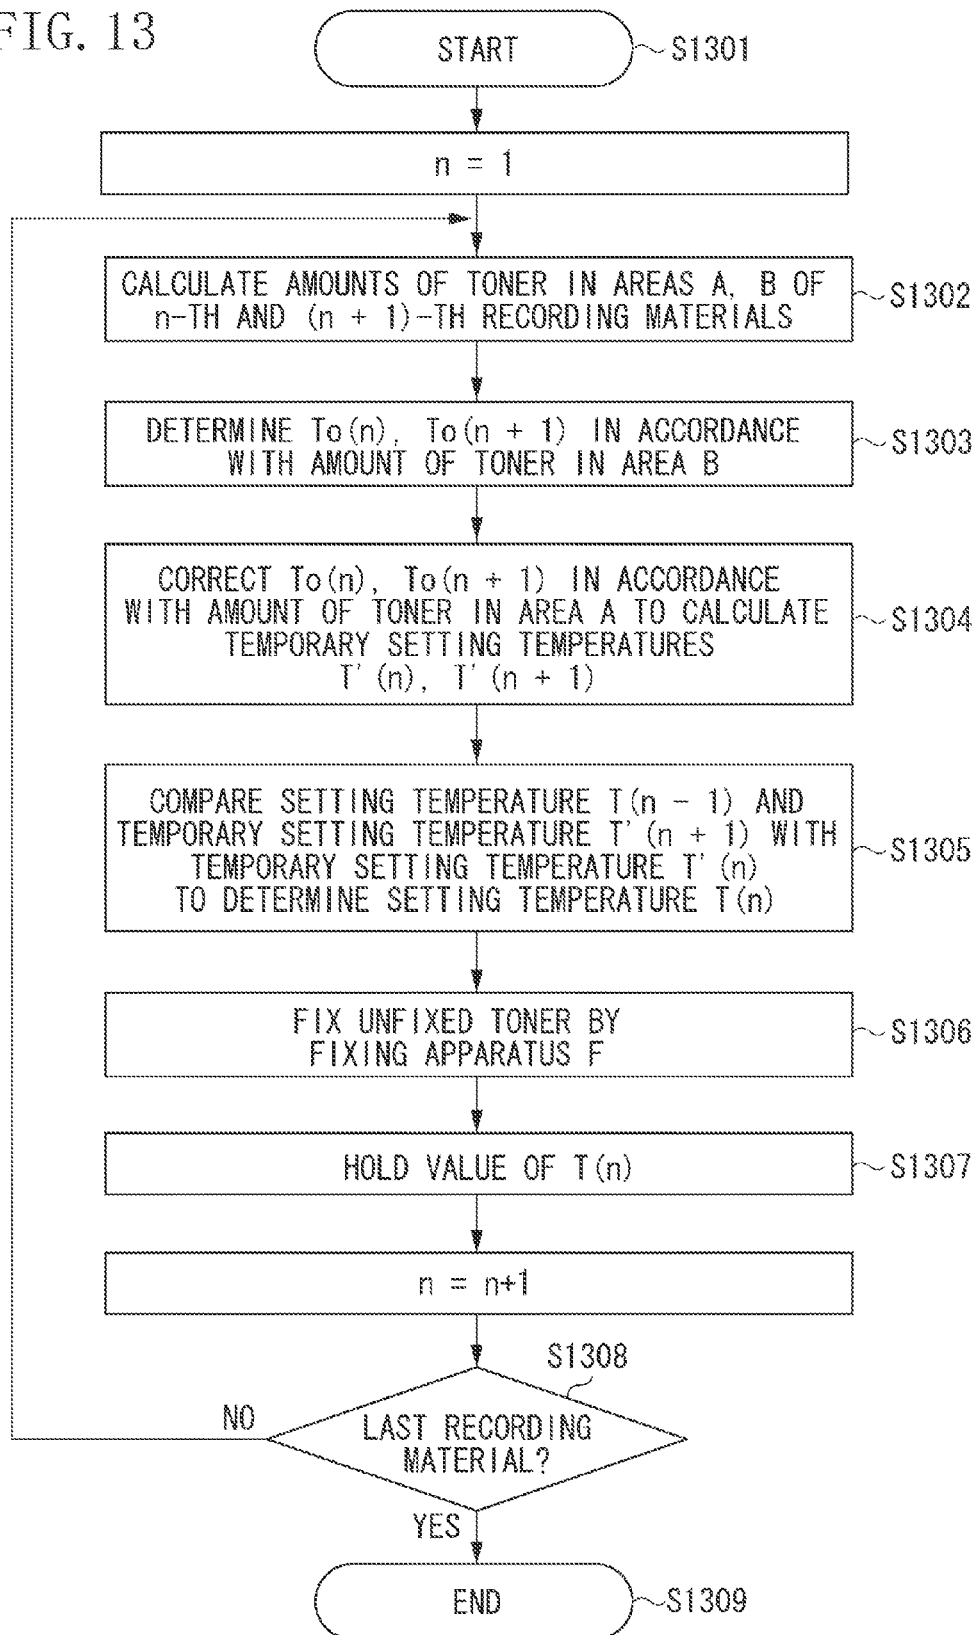 FIG. 13
START
S1301
n = 1
CALCULATE AMOUNTS OF TONER IN AREAS A, B OF
n-TH AND (n + 1)-TH RECORDING MATERIALS
S1302
DETERMINE To(n), To(n + 1) IN ACCORDANCE
WITH AMOUNT OF TONER IN AREA B
S1303
CORRECT To(n), To(n + 1) IN ACCORDANCE
WITH AMOUNT OF TONER IN AREA A TO CALCULATE
TEMPORARY SETTING TEMPERATURES
T'(n), T'(n + 1)
S1304
COMPARE SETTING TEMPERATURE T(n - 1) AND
TEMPORARY SETTING TEMPERATURE T'(n + 1) WITH
TEMPORARY SETTING TEMPERATURE T'(n)
TO DETERMINE SETTING TEMPERATURE T(n)
S1305
FIX UNFIXED TONER BY
FIXING APPARATUS F
S1306
HOLD VALUE OF T(n)
S1307
n = n+1
S1308
LAST RECORDING
MATERIAL?
NO
YES
END
S1309